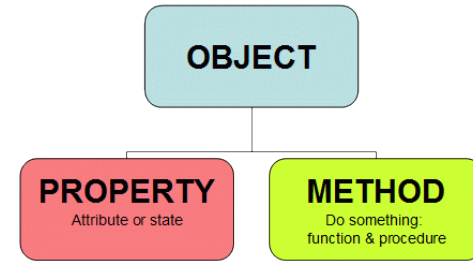 OBJECT
PROPERTY
Attribute or state
METHOD
Do something:
function & procedure